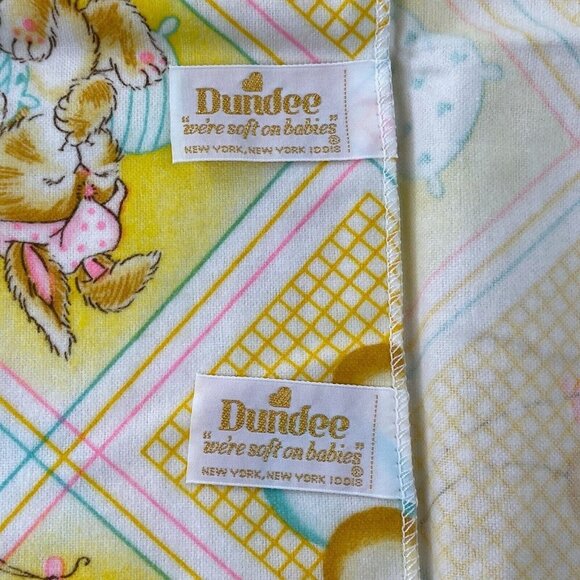 Dundee
"we're soft on babies"®
NEW YORK, NEW YORK 10018
Dundee
"we're soft on babies"®
NEW YORK, NEW YORK 10018